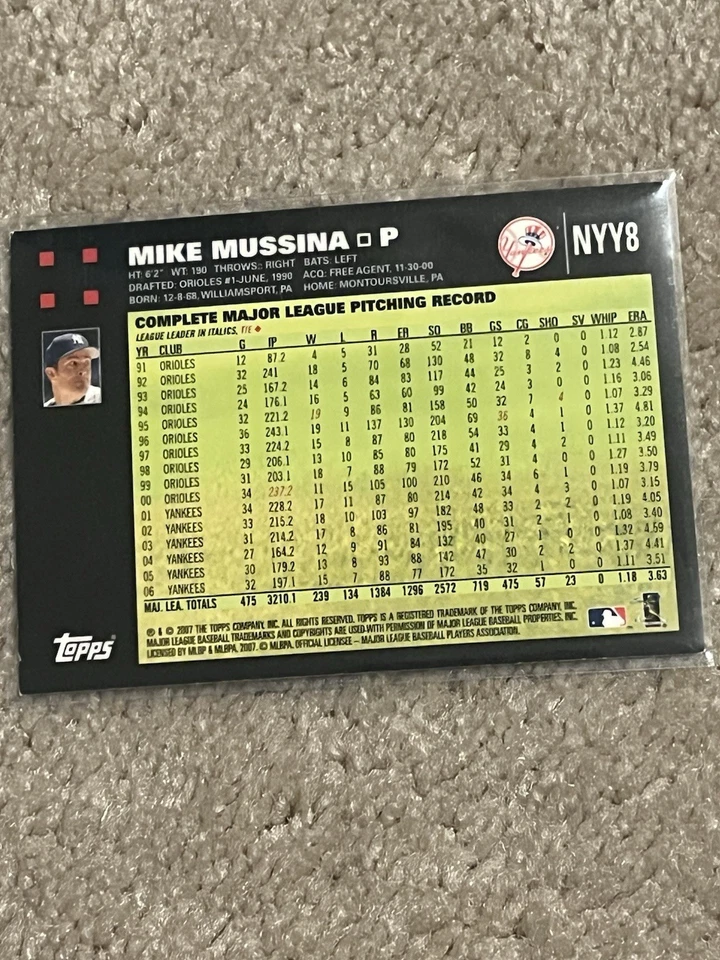 MIKE MUSSINA □ P
NYY8
Yankees
HT: 6'2" WT: 190 THROWS: RIGHT BATS: LEFT
DRAFTED: ORIOLES #1-JUNE, 1990 ACQ: FREE AGENT, 11-30-00
BORN: 12-8-68, WILLIAMSPORT, PA HOME: MONTOURSVILLE, PA
COMPLETE MAJOR LEAGUE PITCHING RECORD
LEAGUE LEADER IN ITALICS, TIE ◆
YR CLUB G IP W L R ER SO BB GS CG SHO SV WHIP ERA
91 ORIOLES 12 87.2 4 5 31 28 52 21 12 2 0 0 1.12 2.87
92 ORIOLES 32 241 18 5 70 68 130 48 32 8 4 0 1.08 2.54
93 ORIOLES 25 167.2 14 6 84 83 117 44 25 3 2 0 1.23 4.46
94 ORIOLES 24 176.1 16 5 63 60 99 42 24 3 0 0 1.16 3.06
95 ORIOLES 32 221.2 19 9 86 81 158 50 32 7 4 0 1.07 3.29
96 ORIOLES 36 243.1 19 11 137 130 204 69 36 4 1 0 1.37 4.81
97 ORIOLES 33 224.2 15 8 87 80 218 54 33 4 1 0 1.12 3.20
98 ORIOLES 29 206.1 13 10 85 80 175 41 29 4 2 0 1.11 3.49
99 ORIOLES 31 203.1 18 7 88 79 172 52 31 4 0 0 1.27 3.50
00 ORIOLES 34 237.2 11 15 105 100 210 46 34 6 1 0 1.19 3.79
01 YANKEES 34 228.2 17 11 87 80 214 42 34 4 3 0 1.07 3.15
02 YANKEES 33 215.2 18 10 103 97 182 48 33 2 2 0 1.19 4.05
03 YANKEES 31 214.2 17 8 86 81 195 40 31 2 1 0 1.08 3.40
04 YANKEES 27 164.2 12 9 91 84 132 40 27 1 0 0 1.32 4.59
05 YANKEES 30 179.2 13 8 93 88 142 47 30 2 2 0 1.37 4.41
06 YANKEES 32 197.1 15 7 88 77 172 35 32 1 0 0 1.11 3.51
MAJ. LEA. TOTALS 475 3210.1 239 134 1384 1296 2572 719 475 57 23 0 1.18 3.63
® & © 2007 THE TOPPS COMPANY, INC. ALL RIGHTS RESERVED. TOPPS IS A REGISTERED TRADEMARK OF THE TOPPS COMPANY, INC.
MAJOR LEAGUE BASEBALL TRADEMARKS AND COPYRIGHTS ARE USED WITH PERMISSION OF MAJOR LEAGUE BASEBALL PROPERTIES, INC.
LICENSED BY MLBP & MLBPA, 2007. © MLBPA. OFFICIAL LICENSEE – MAJOR LEAGUE BASEBALL PLAYERS ASSOCIATION.
Topps®